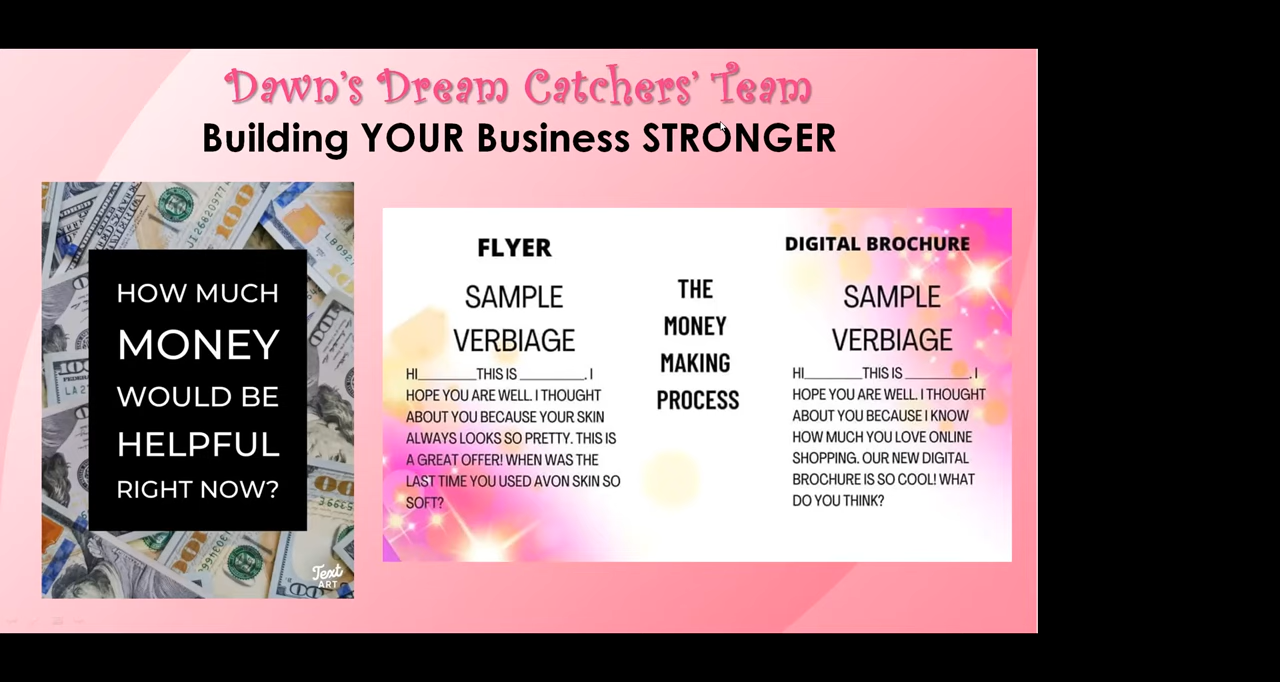 Dawn's Dream Catchers' Team
Building YOUR Business STRONGER
HOW MUCH
MONEY
WOULD BE
HELPFUL
RIGHT NOW?
Text
ART
FLYER
SAMPLE
VERBIAGE
HI________THIS IS _________. I
HOPE YOU ARE WELL. I THOUGHT
ABOUT YOU BECAUSE YOUR SKIN
ALWAYS LOOKS SO PRETTY. THIS IS
A GREAT OFFER! WHEN WAS THE
LAST TIME YOU USED AVON SKIN SO
SOFT?
THE
MONEY
MAKING
PROCESS
DIGITAL BROCHURE
SAMPLE
VERBIAGE
HI________THIS IS _________. I
HOPE YOU ARE WELL. I THOUGHT
ABOUT YOU BECAUSE I KNOW
HOW MUCH YOU LOVE ONLINE
SHOPPING. OUR NEW DIGITAL
BROCHURE IS SO COOL! WHAT
DO YOU THINK?